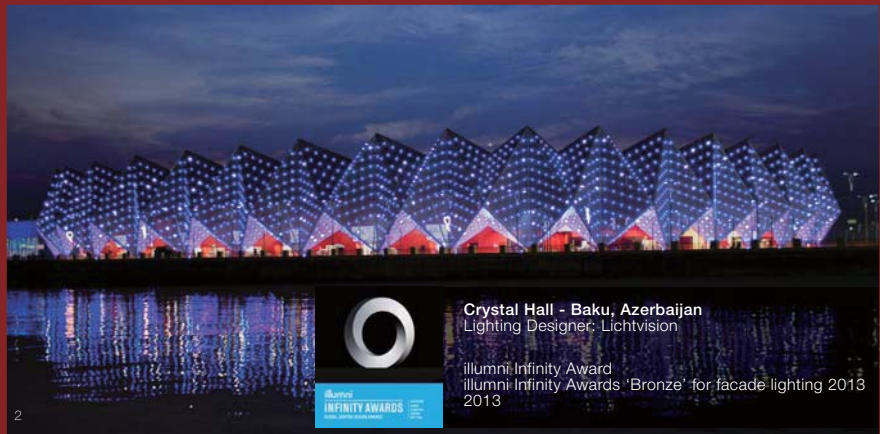 Crystal Hall - Baku, Azerbaijan
Lighting Designer: Lichtvision
illumni Infinity Award
illumni Infinity Awards ‘Bronze’ for facade lighting 2013
2013
illumni
INFINITY AWARDS
2